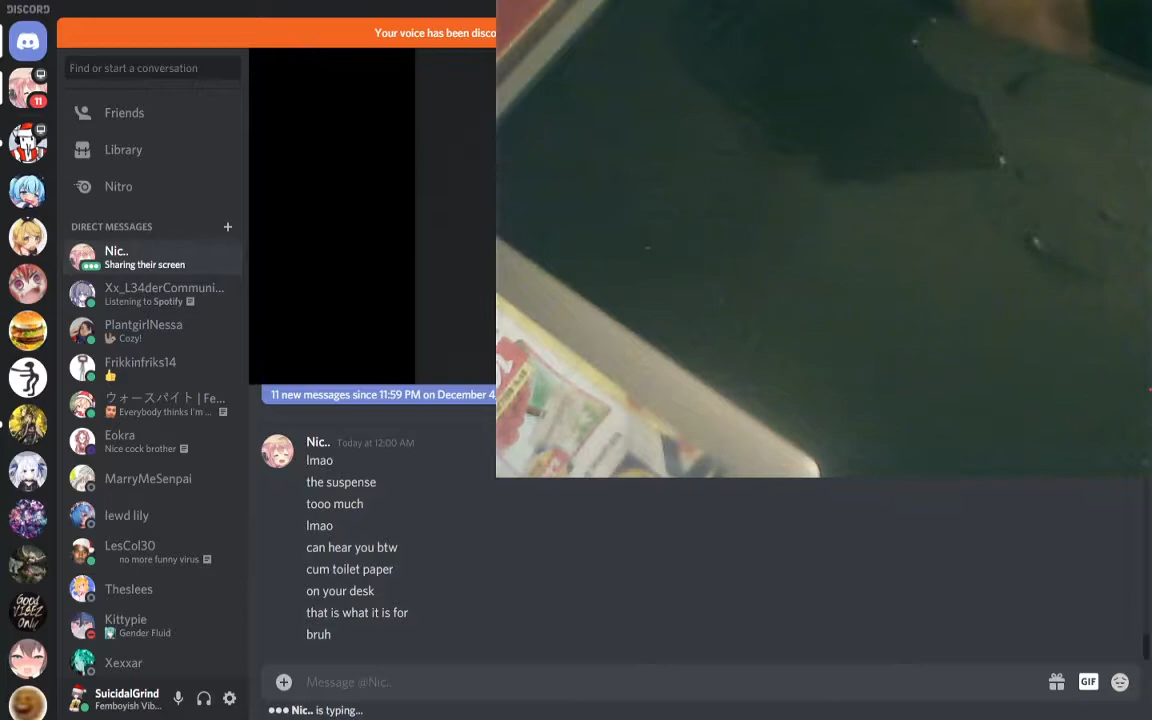 DISCORD
Your voice has been disco
Find or start a conversation
Friends
Library
Nitro
DIRECT MESSAGES
Nic..
Sharing their screen
Xx_L34derCommuni...
Listening to Spotify
PlantgirlNessa
Cozy!
Frikkinfriks14
ウォースパイト | Fe...
Everybody thinks I'm ...
Eokra
Nice cock brother
MarryMeSenpai
lewd lily
LesCol30
no more funny virus
Theslees
Kittypie
Gender Fluid
Xexxar
SuicidalGrind
Femboyish Vib...
11
GOOD VIBEZ ONLY
11 new messages since 11:59 PM on December 4,
Nic.. Today at 12:00 AM
lmao
the suspense
tooo much
lmao
can hear you btw
cum toilet paper
on your desk
that is what it is for
bruh
Message @Nic..
GIF
Nic.. is typing...